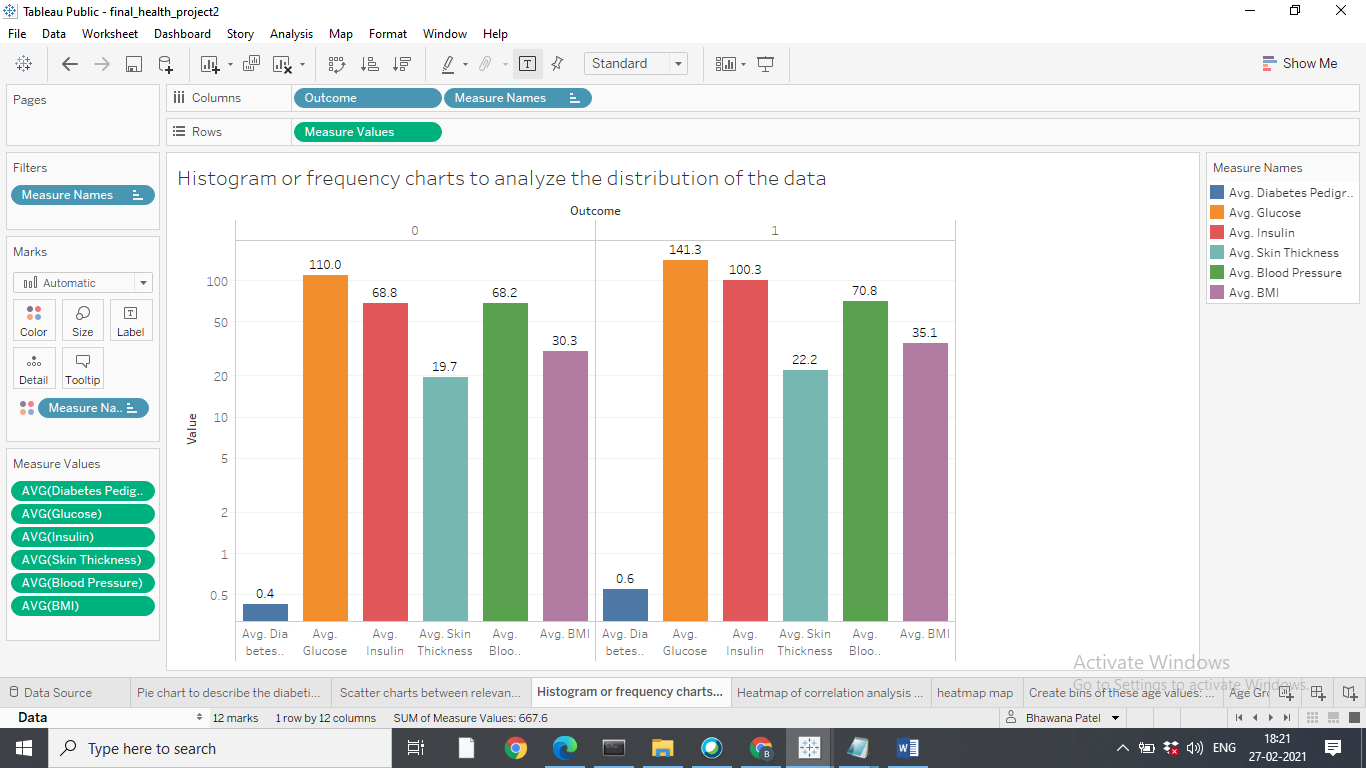 Tableau Public - final_health_project2
File Data Worksheet Dashboard Story Analysis Map Format Window Help
Standard
Show Me
Pages
Columns
Outcome
Measure Names
Rows
Measure Values
Filters
Measure Names
Marks
Automatic
Color
Size
Label
Detail
Tooltip
Measure Na..
Measure Values
AVG(Diabetes Pedig..
AVG(Glucose)
AVG(Insulin)
AVG(Skin Thickness)
AVG(Blood Pressure)
AVG(BMI)
Histogram or frequency charts to analyze the distribution of the data
Outcome
0 1
Value
100
50
20
10
5
2
1
0.5
0.4 110.0 68.8 19.7 68.2 30.3 0.6 141.3 100.3 22.2 70.8 35.1
Avg. Dia Avg. Avg. Avg. Skin Avg. Avg. BMI Avg. Dia Avg. Avg. Avg. Skin Avg. Avg. BMI
betes.. Glucose Insulin Thickness Bloo.. betes.. Glucose Insulin Thickness Bloo..
Measure Names
Avg. Diabetes Pedigr..
Avg. Glucose
Avg. Insulin
Avg. Skin Thickness
Avg. Blood Pressure
Avg. BMI
Activate Windows
Go to Settings to activate Windows.
Data Source
Pie chart to describe the diabeti...
Scatter charts between relevan...
Histogram or frequency charts...
Heatmap of correlation analysis ...
heatmap map
Create bins of these age values: ...
Age Gr
Data
12 marks 1 row by 12 columns SUM of Measure Values: 667.6
Bhawana Patel
Type here to search
ENG
18:21
27-02-2021